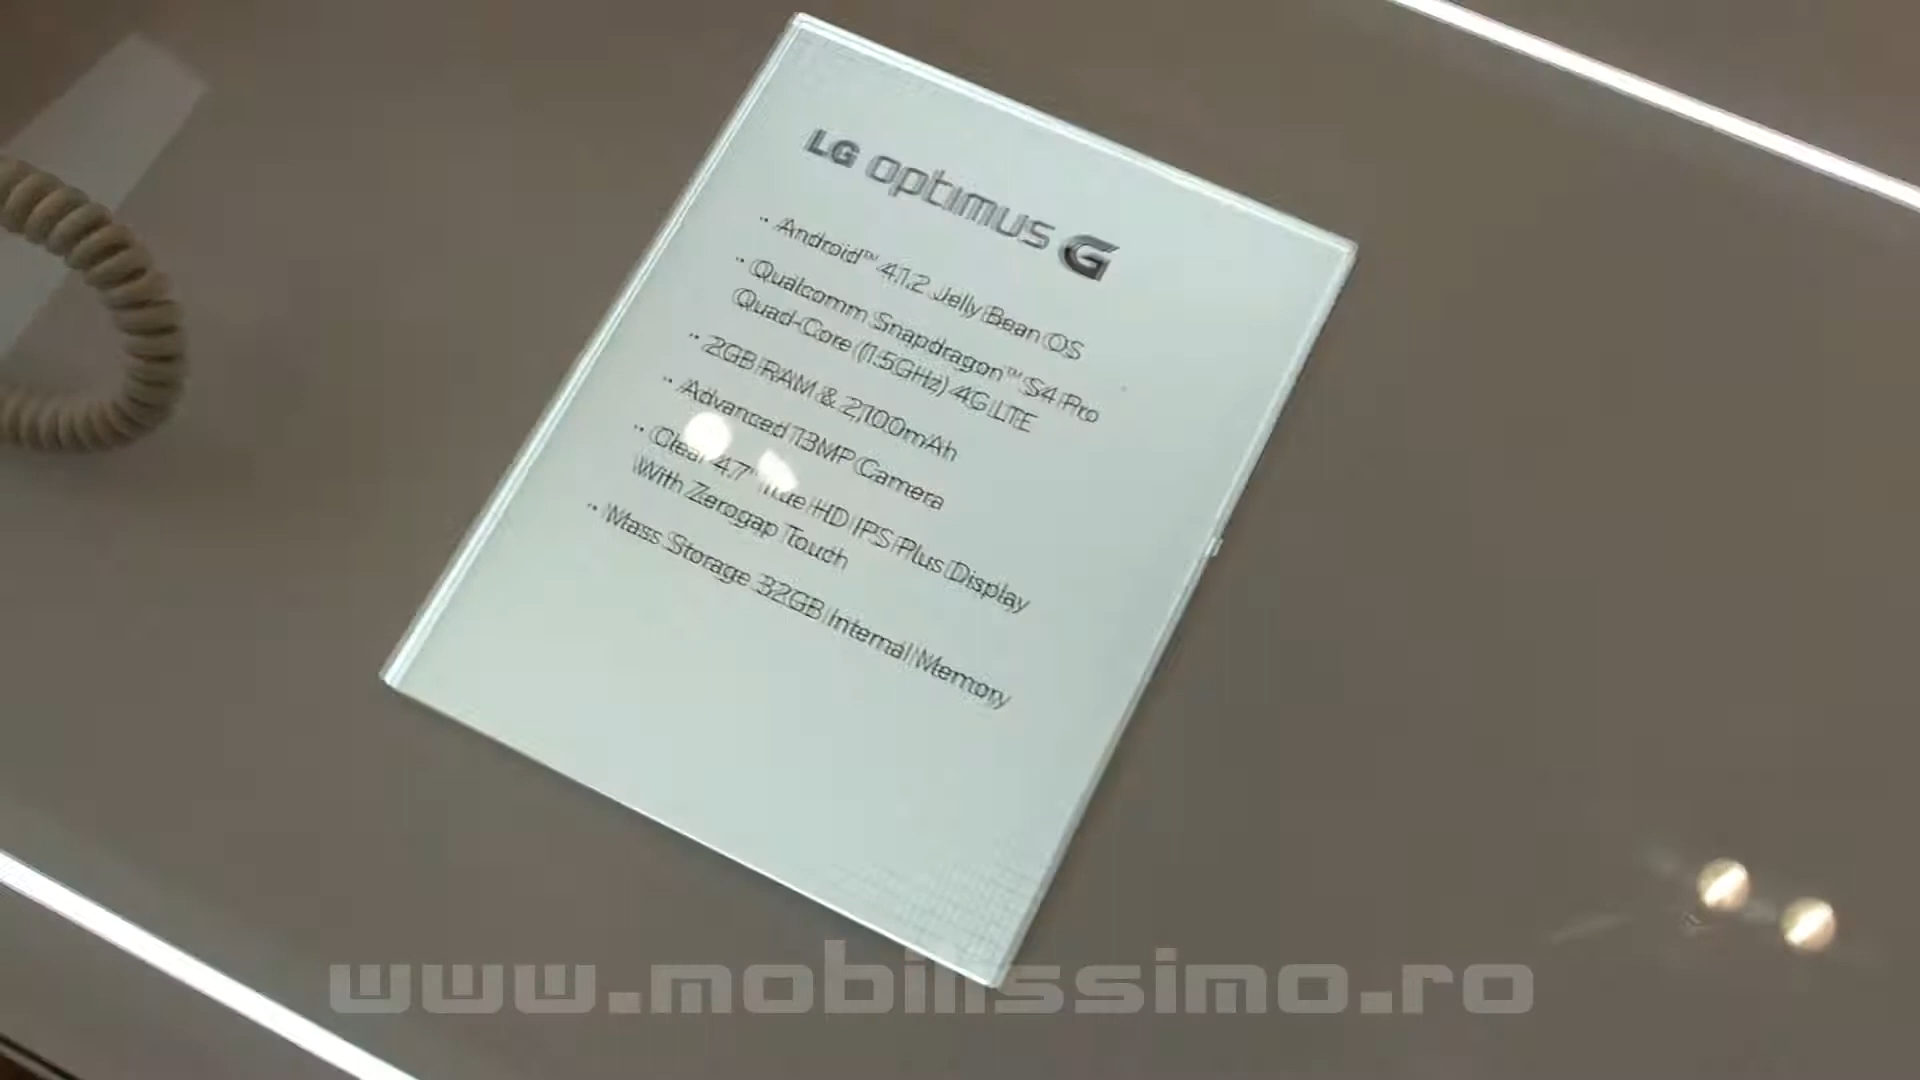 LG optimus G
·· Android™ 4.1.2 Jelly Bean OS
·· Qualcomm Snapdragon™ S4 Pro
Quad-Core (1.5GHz) 4G LTE
·· 2GB RAM & 2,100mAh
·· Advanced 13MP Camera
·· Clear 4.7" True HD IPS Plus Display
With Zerogap Touch
·· Mass Storage 32GB Internal Memory
www.mobilissimo.ro